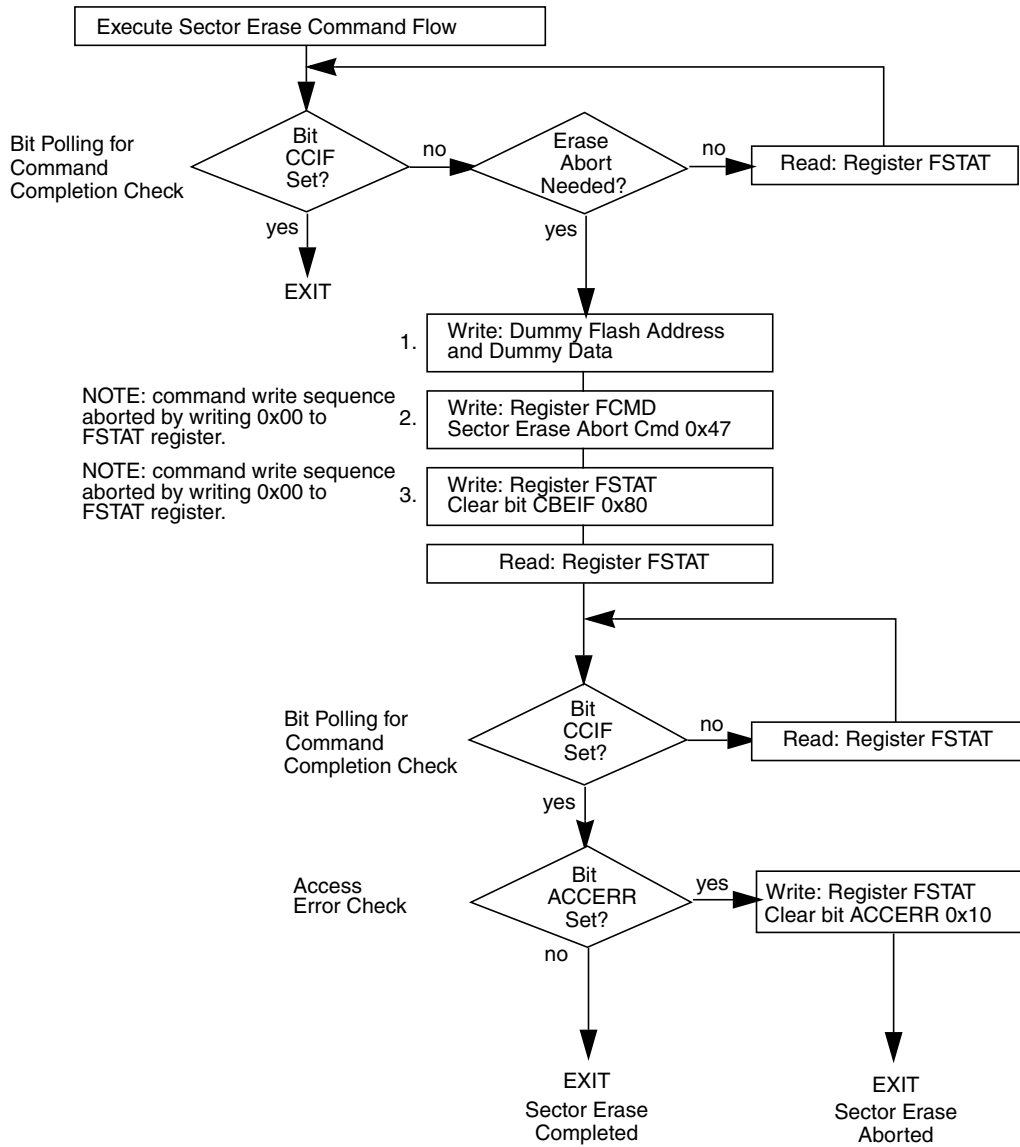 Execute Sector Erase Command Flow
Bit Polling for
Command
Completion Check
Bit
CCIF
Set?
no
Erase
Abort
Needed?
no
Read: Register FSTAT
yes
EXIT
yes
1.
Write: Dummy Flash Address
and Dummy Data
NOTE: command write sequence
aborted by writing 0x00 to
FSTAT register.
2.
Write: Register FCMD
Sector Erase Abort Cmd 0x47
NOTE: command write sequence
aborted by writing 0x00 to
FSTAT register.
3.
Write: Register FSTAT
Clear bit CBEIF 0x80
Read: Register FSTAT
Bit Polling for
Command
Completion Check
Bit
CCIF
Set?
no
Read: Register FSTAT
yes
Access
Error Check
Bit
ACCERR
Set?
yes
Write: Register FSTAT
Clear bit ACCERR 0x10
no
EXIT
Sector Erase
Completed
EXIT
Sector Erase
Aborted